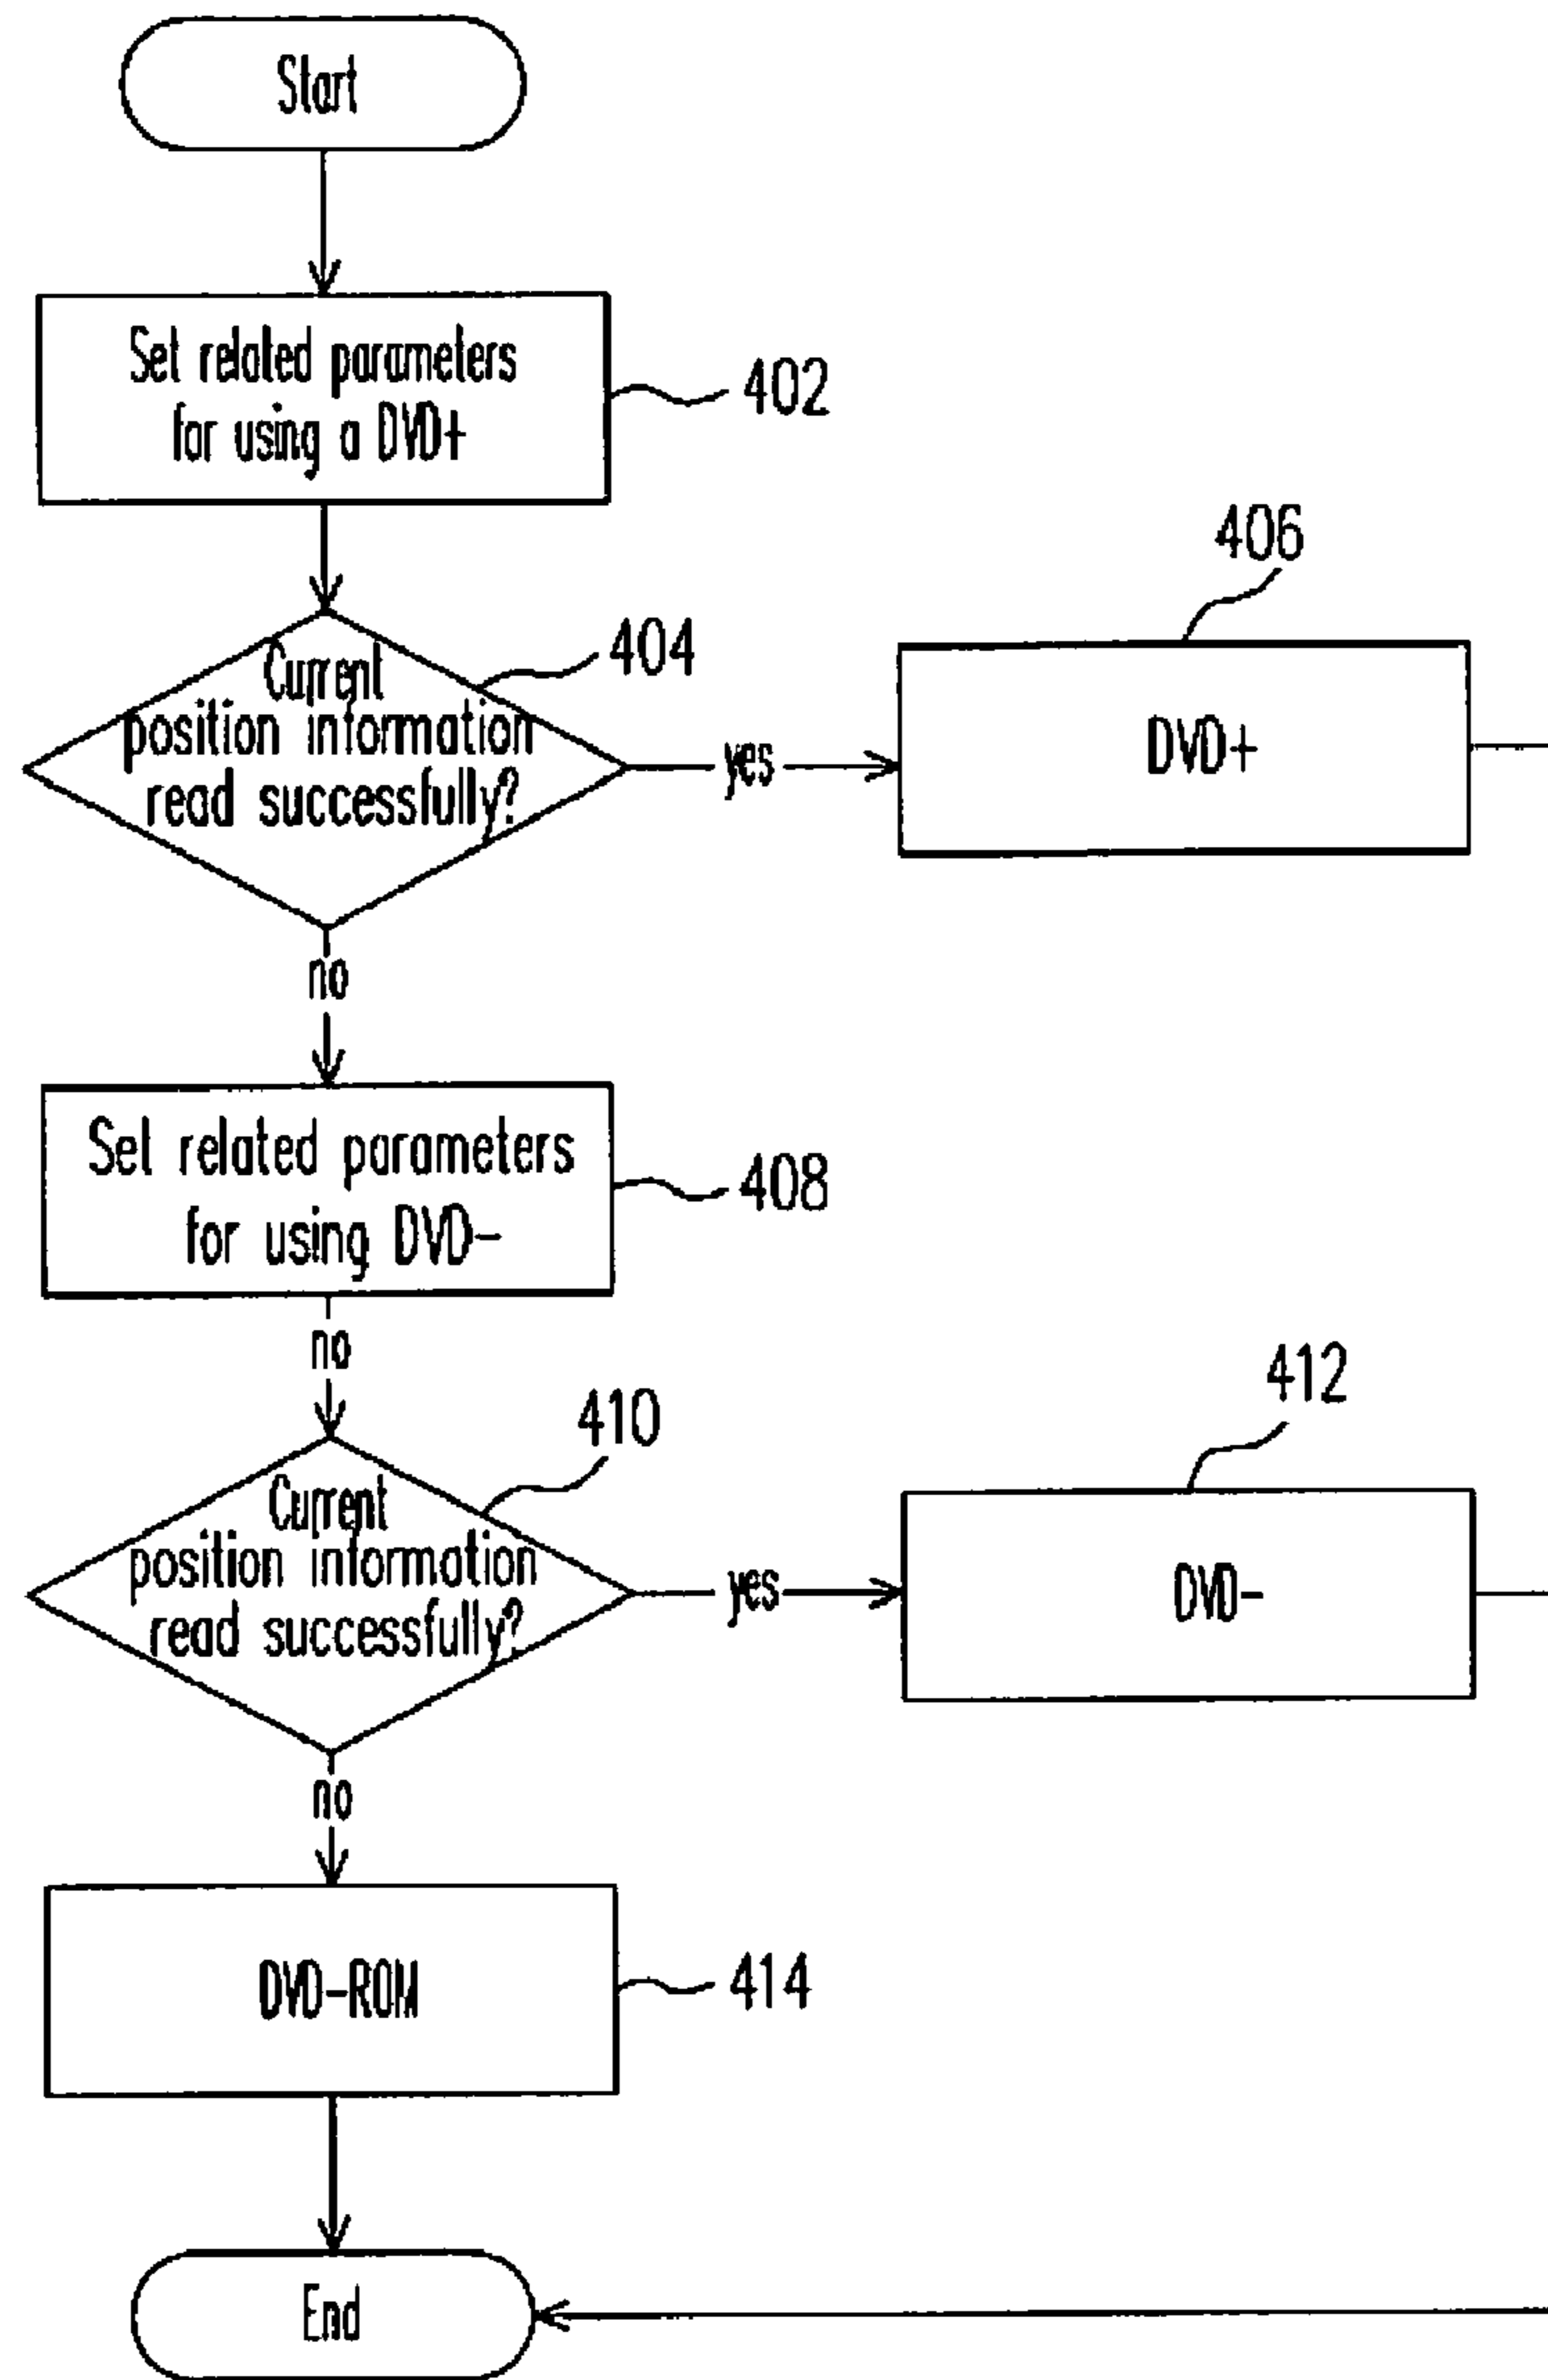 Start
Set related parameters
for using a DVD+
402
406
Current
position information
read successfully?
404
yes
DVD+
no
Set related parameters
for using DVD-
408
no
410
412
Current
position information
read successfully?
yes
DVD-
no
DVD-ROM
414
End